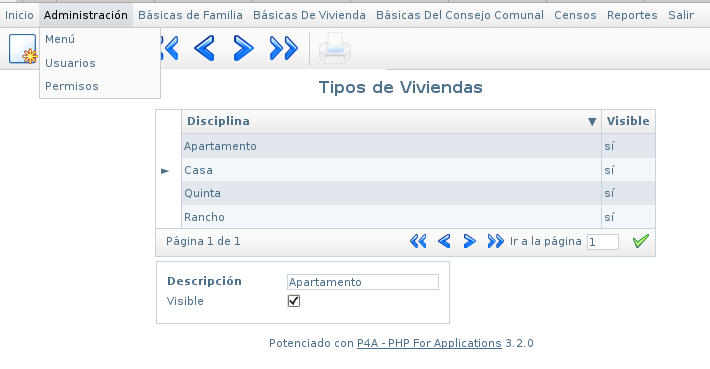 Inicio Administración Básicas de Familia Básicas De Vivienda Básicas Del Consejo Comunal Censos Reportes Salir
Menú
Usuarios
Permisos
Tipos de Viviendas
Disciplina Visible
Apartamento sí
Casa sí
Quinta sí
Rancho sí
Página 1 de 1 Ir a la página 1
Descripción Apartamento
Visible
Potenciado con P4A - PHP For Applications 3.2.0